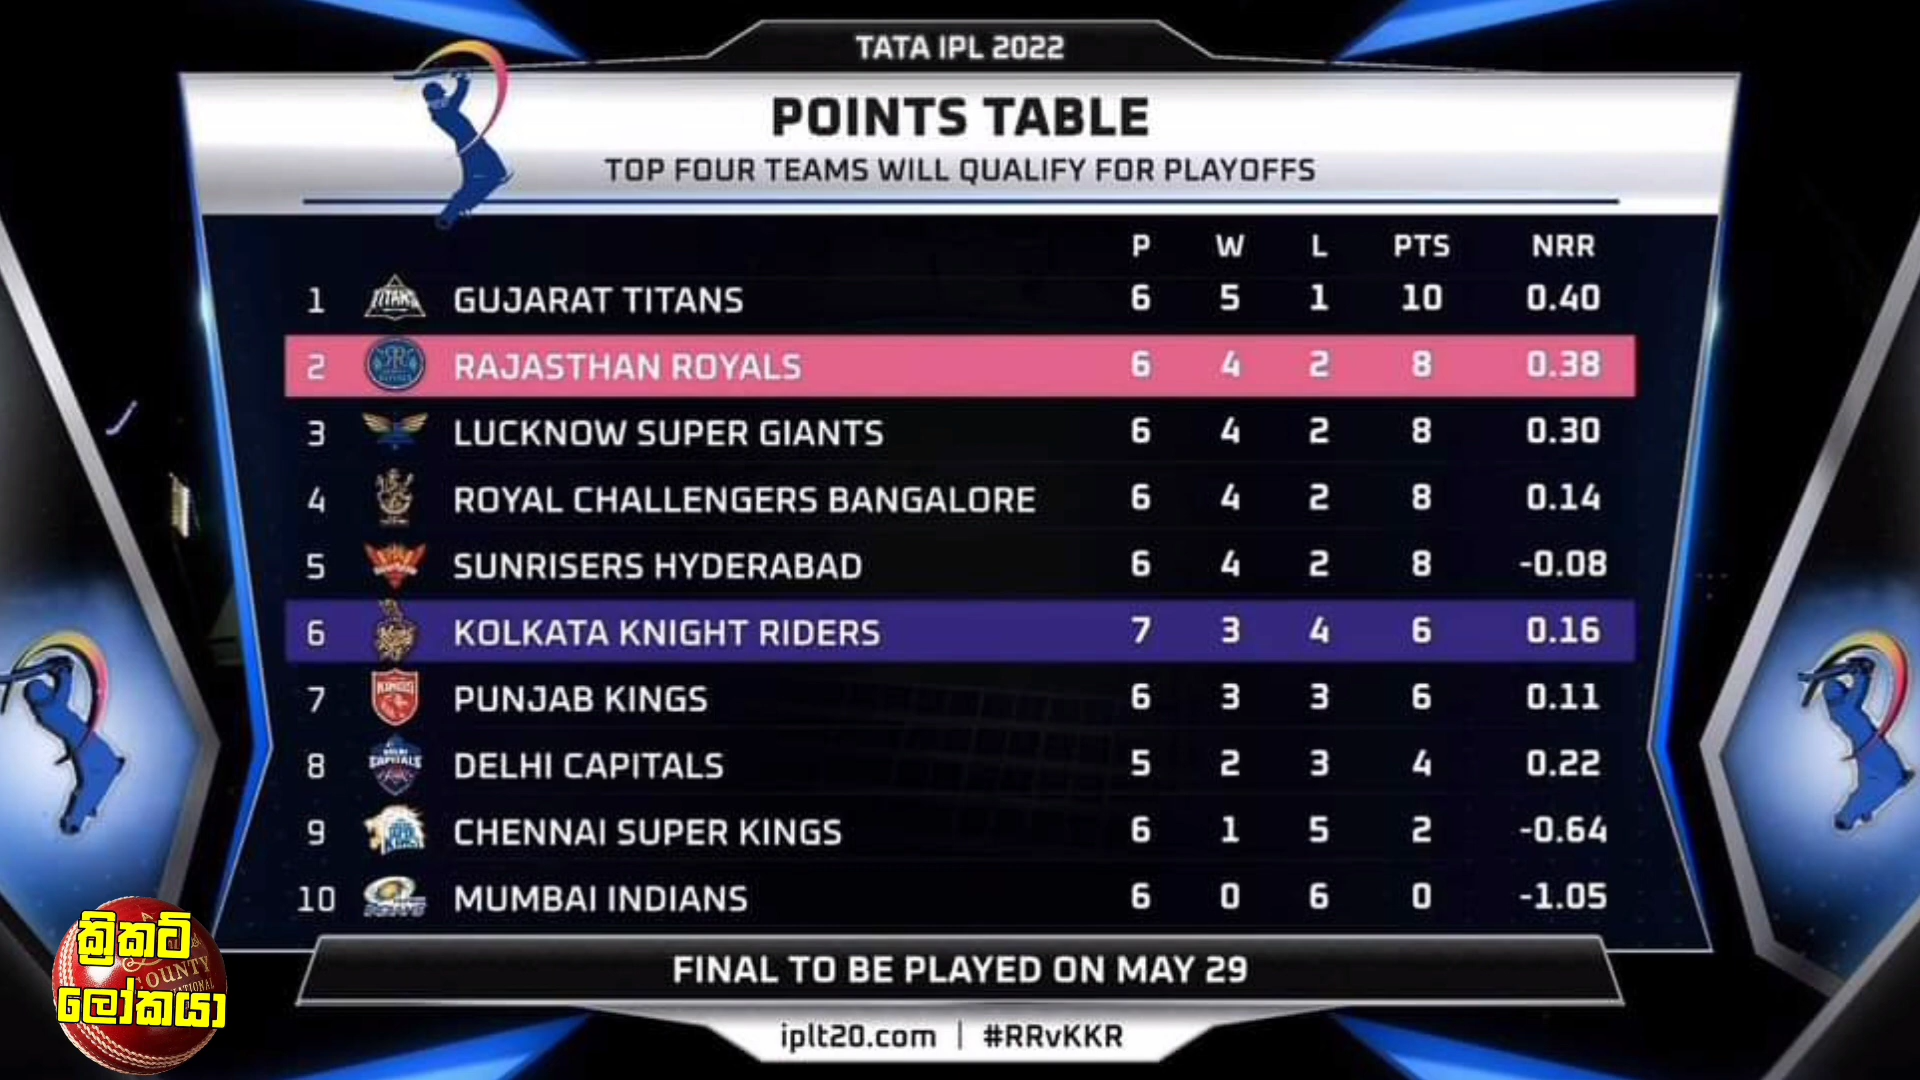 TATA IPL 2022
POINTS TABLE
TOP FOUR TEAMS WILL QUALIFY FOR PLAYOFFS
P W L PTS NRR
1 TITANS GUJARAT TITANS 6 5 1 10 0.40
2 RAJASTHAN ROYALS 6 4 2 8 0.38
3 LUCKNOW SUPER GIANTS 6 4 2 8 0.30
4 ROYAL CHALLENGERS BANGALORE 6 4 2 8 0.14
5 SUNRISERS HYDERABAD 6 4 2 8 -0.08
6 KOLKATA KNIGHT RIDERS 7 3 4 6 0.16
7 PUNJAB KINGS 6 3 3 6 0.11
8 CAPITALS DELHI CAPITALS 5 2 3 4 0.22
9 CHENNAI SUPER KINGS 6 1 5 2 -0.64
10 MUMBAI INDIANS 6 0 6 0 -1.05
FINAL TO BE PLAYED ON MAY 29
iplt20.com | #RRvKKR
ක්‍රිකට්
OUNTY
ලෝකයා